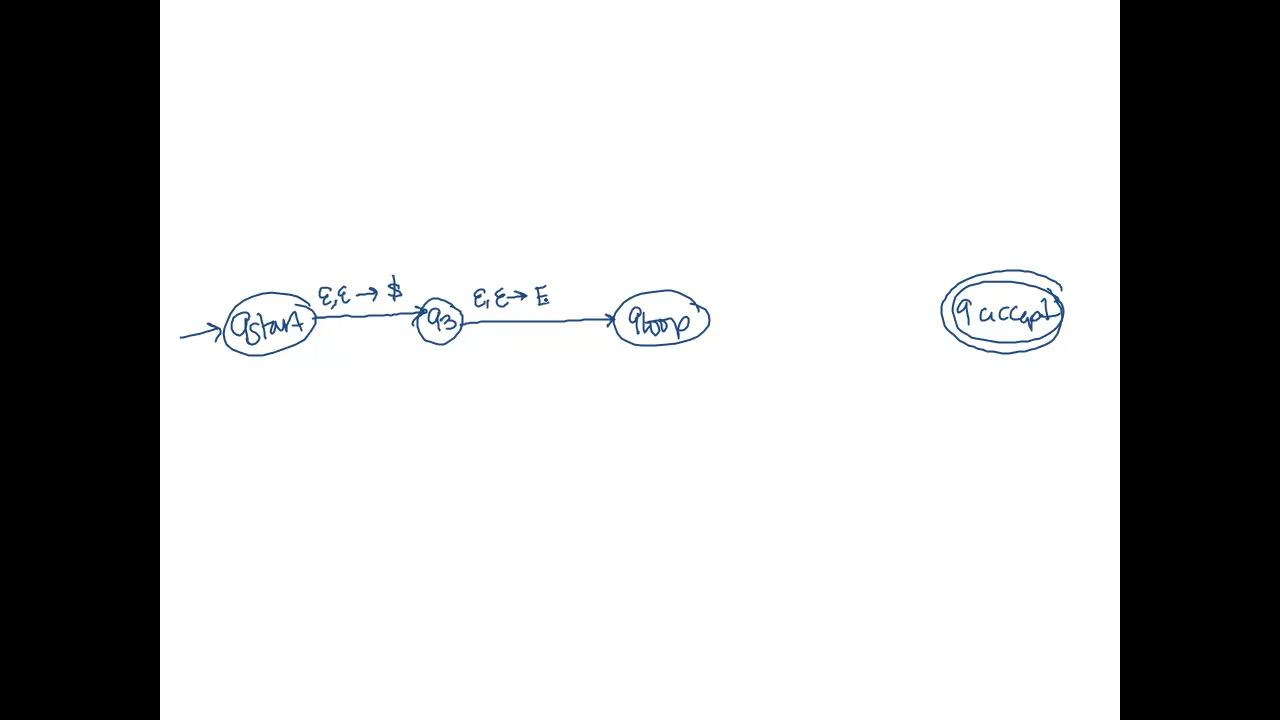 ε,ε → $
ε,ε → E
qstart
q3
qloop
qaccept